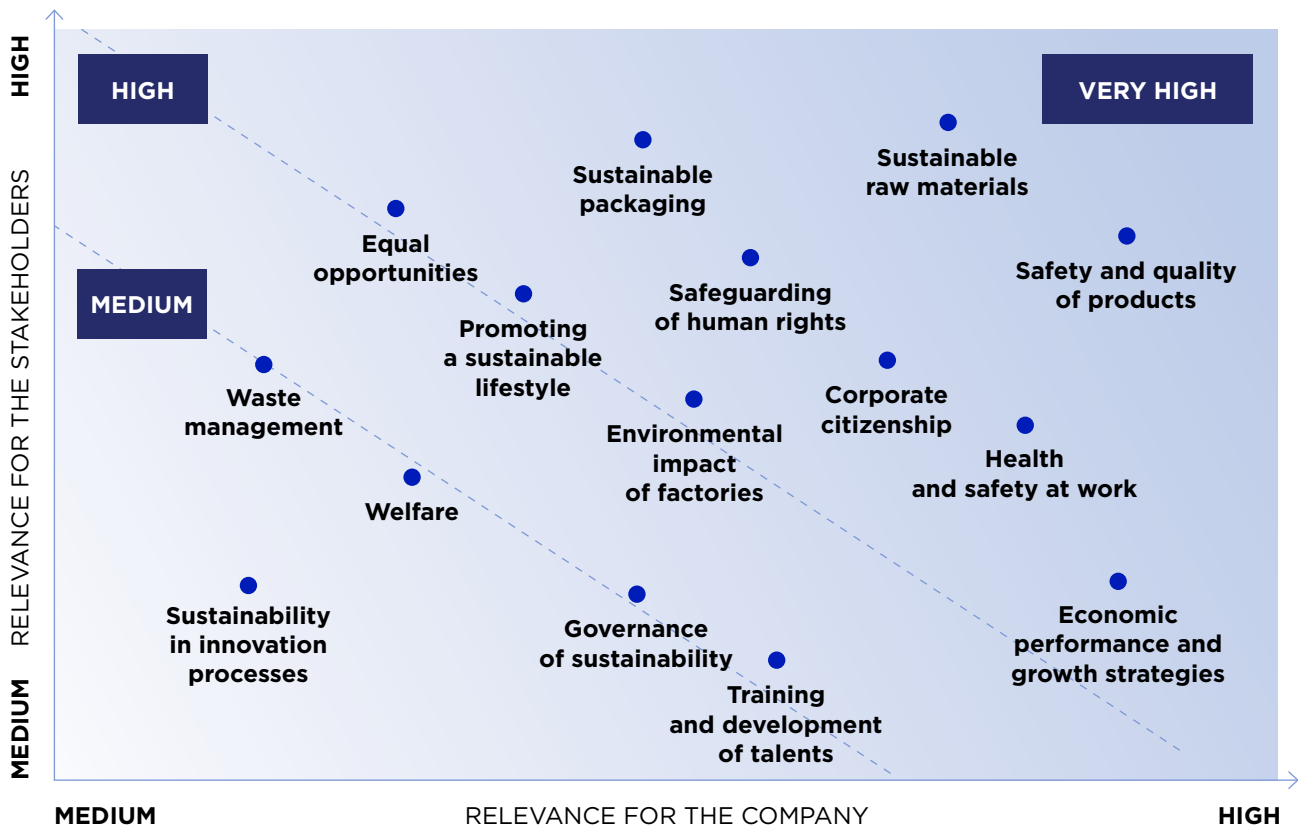 HIGH
RELEVANCE FOR THE STAKEHOLDERS
MEDIUM
HIGH
VERY HIGH
MEDIUM
Sustainable
packaging
Sustainable
raw materials
Equal
opportunities
Safety and quality
of products
Safeguarding
of human rights
Promoting
a sustainable
lifestyle
Corporate
citizenship
Waste
management
Environmental
impact
of factories
Health
and safety at work
Welfare
Sustainability
in innovation
processes
Governance
of sustainability
Economic
performance and
growth strategies
Training
and development
of talents
MEDIUM
RELEVANCE FOR THE COMPANY
HIGH